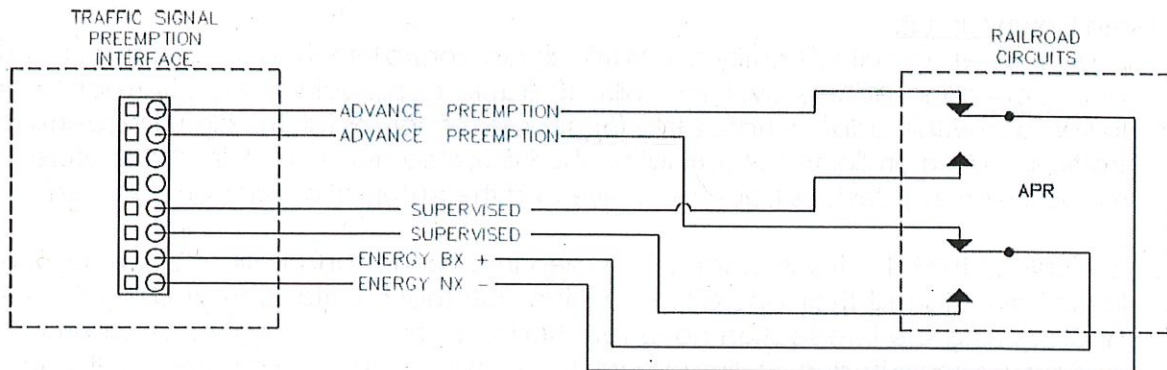 TRAFFIC SIGNAL
PREEMPTION
INTERFACE
RAILROAD
CIRCUITS
ADVANCE PREEMPTION
ADVANCE PREEMPTION
APR
SUPERVISED
SUPERVISED
ENERGY BX +
ENERGY NX -